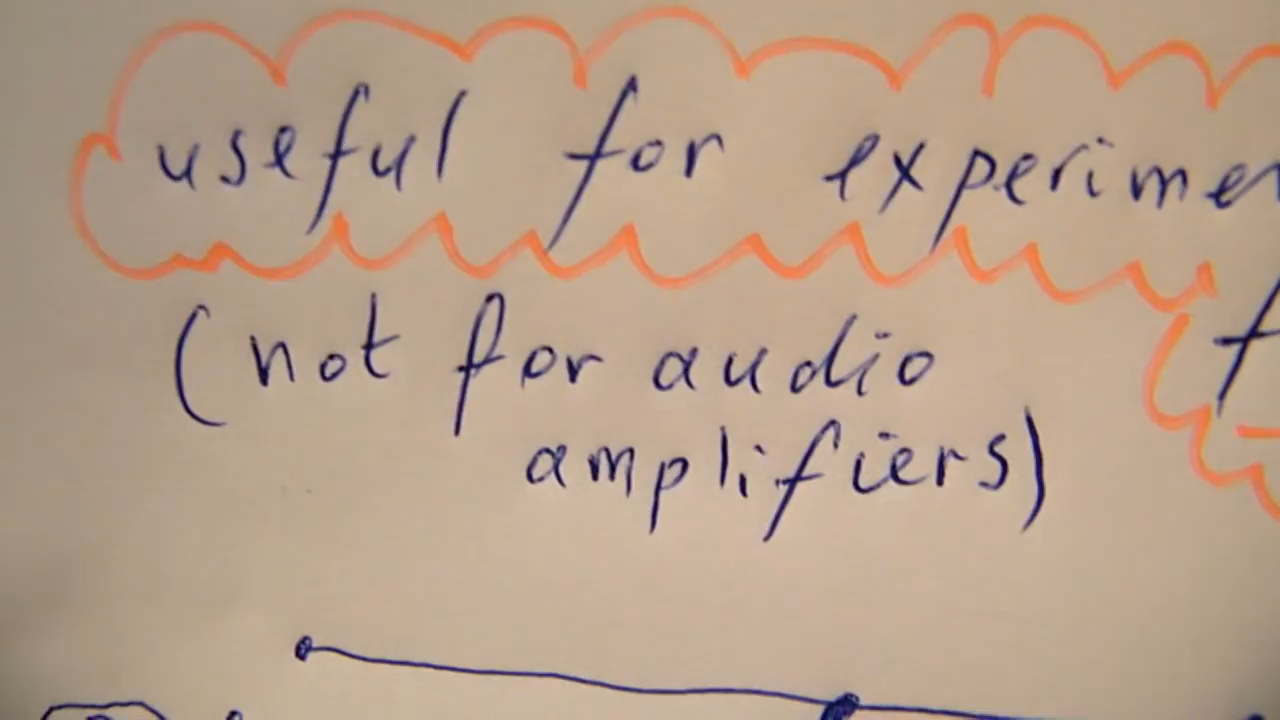 useful for experimen
(not for audio
amplifiers)